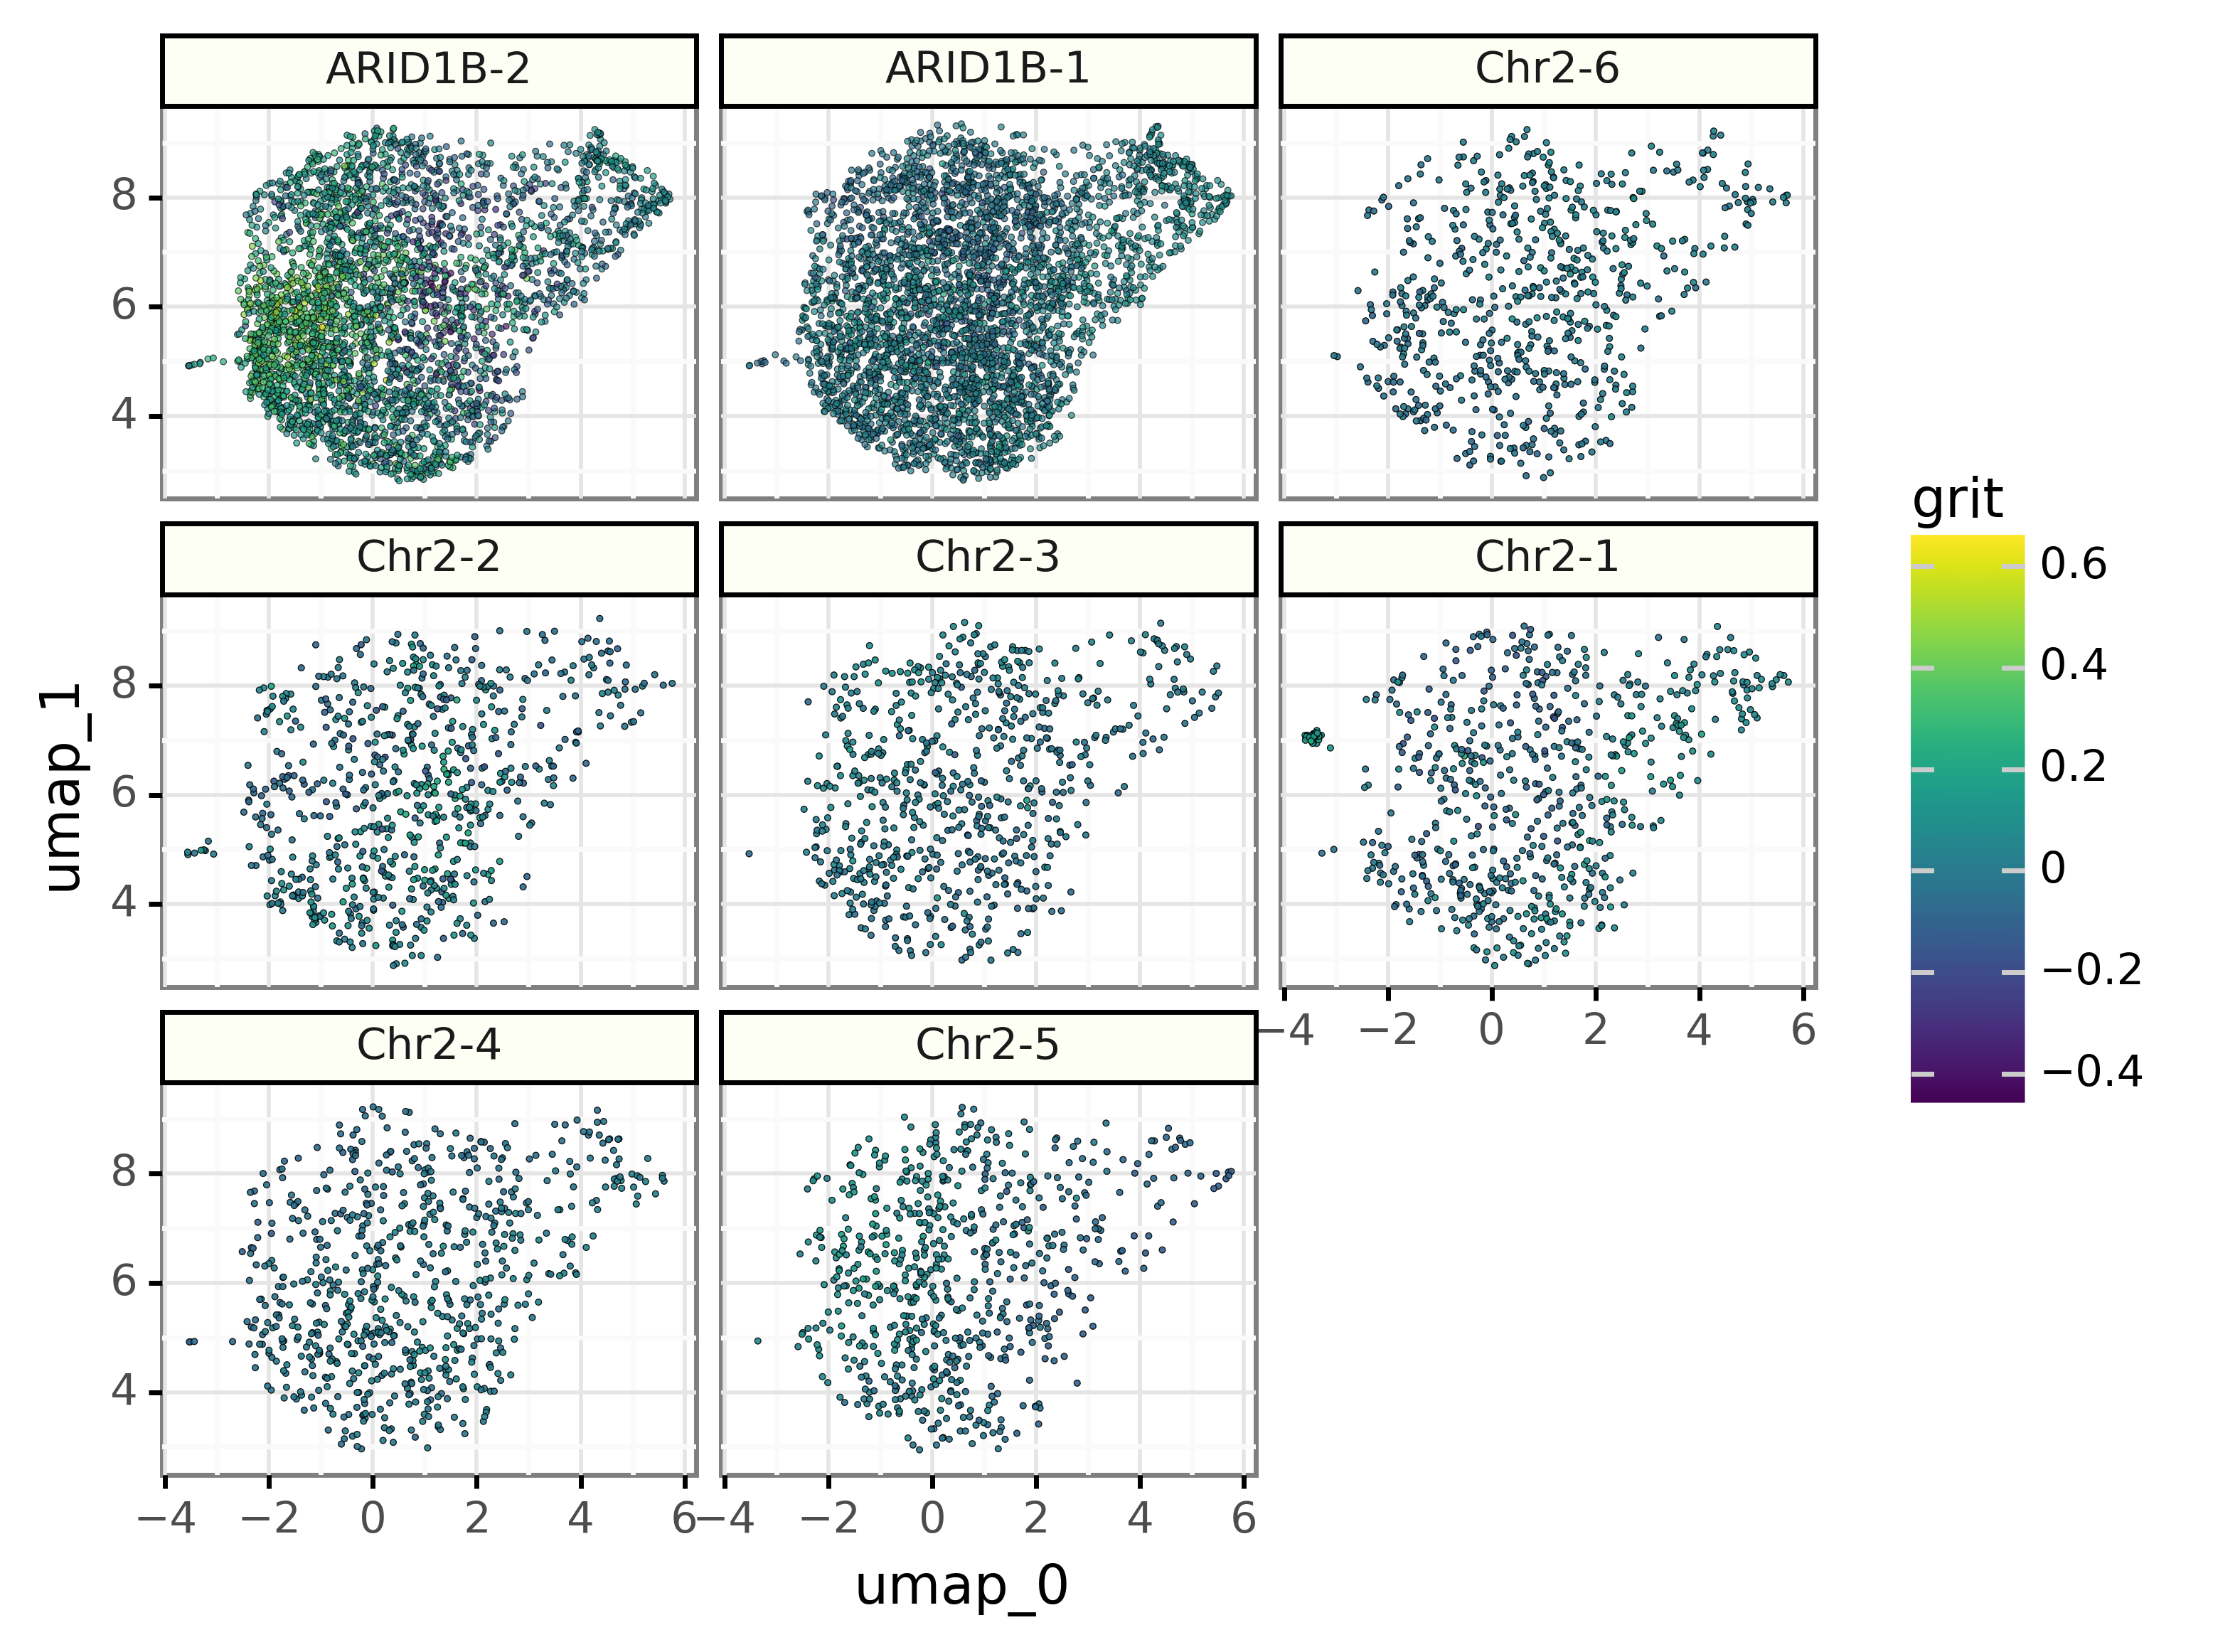 ARID1B-2 ARID1B-1 Chr2-6
8
6
4
Chr2-2 Chr2-3 Chr2-1
8
6
4
−4 −2 0 2 4 6
Chr2-4 Chr2-5
8
6
4
−4 −2 0 2 4 6 −4 −2 0 2 4 6
umap_0
umap_1
grit
0.6
0.4
0.2
0
−0.2
−0.4